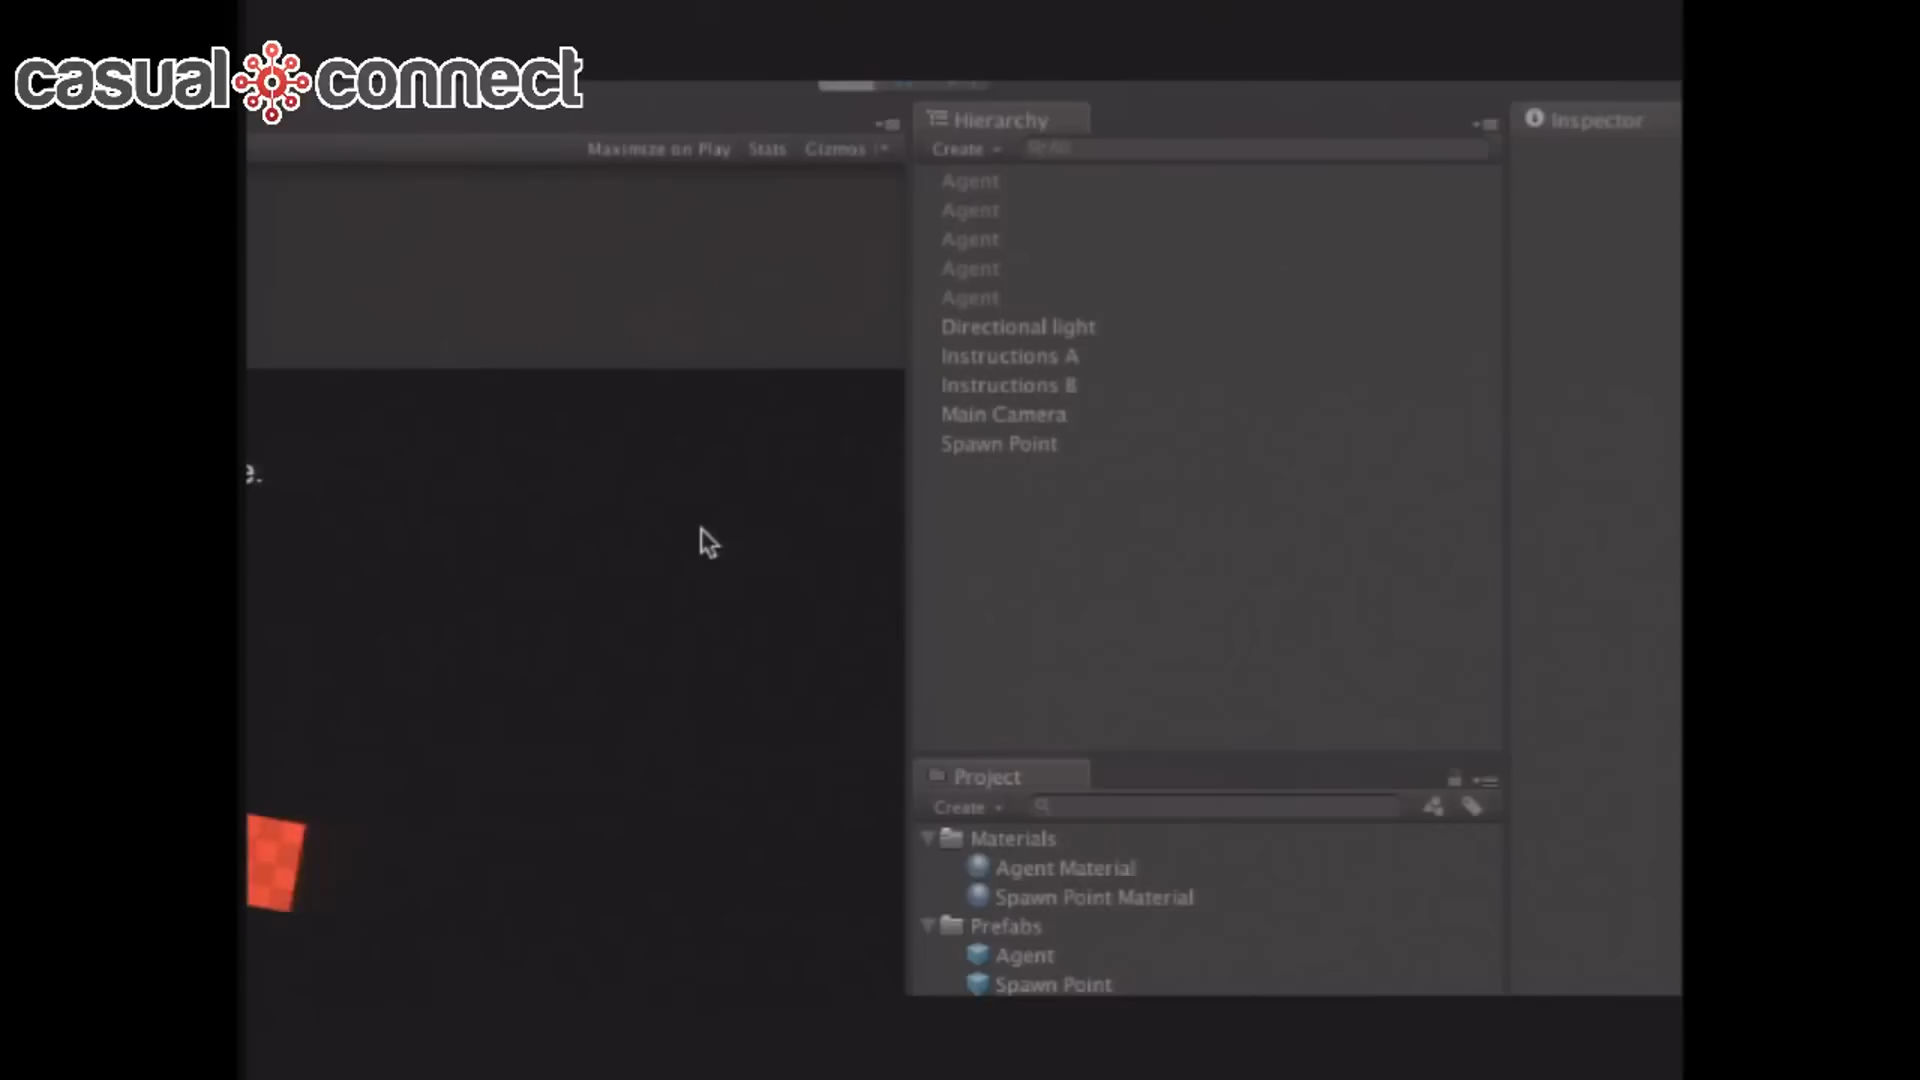 casual connect
Hierarchy
Inspector
Maximize on Play Stats Gizmos
Create
Agent
Agent
Agent
Agent
Agent
Directional light
Instructions A
Instructions B
Main Camera
Spawn Point
e.
Project
Create
Materials
Agent Material
Spawn Point Material
Prefabs
Agent
Spawn Point